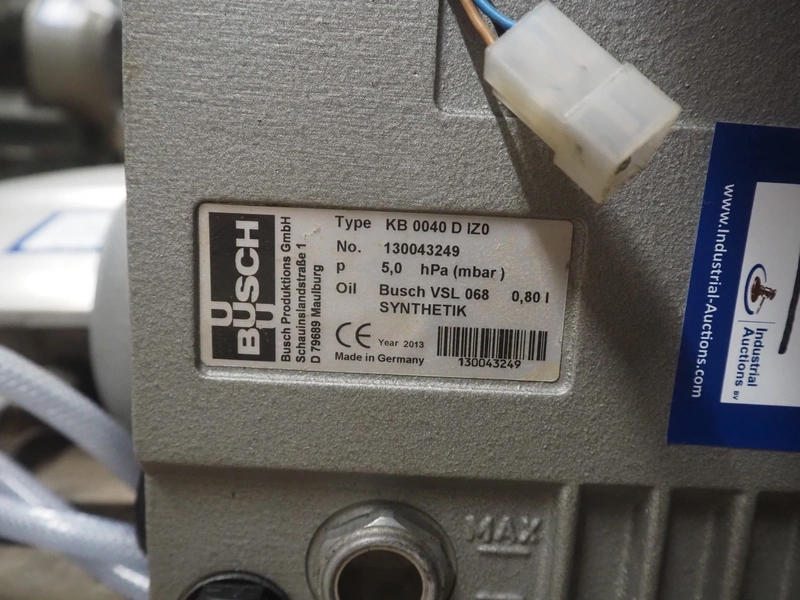 BUSCH
Busch Produktions GmbH
Schauinslandstraße 1
D 79689 Maulburg
Type KB 0040 D IZ0
No. 130043249
p 5,0 hPa (mbar)
Oil Busch VSL 068 0,80 l
SYNTHETIK
CE Year 2013
Made in Germany
130043249
www.Industrial-Auctions.com
Industrial
Auctions BV
MAX